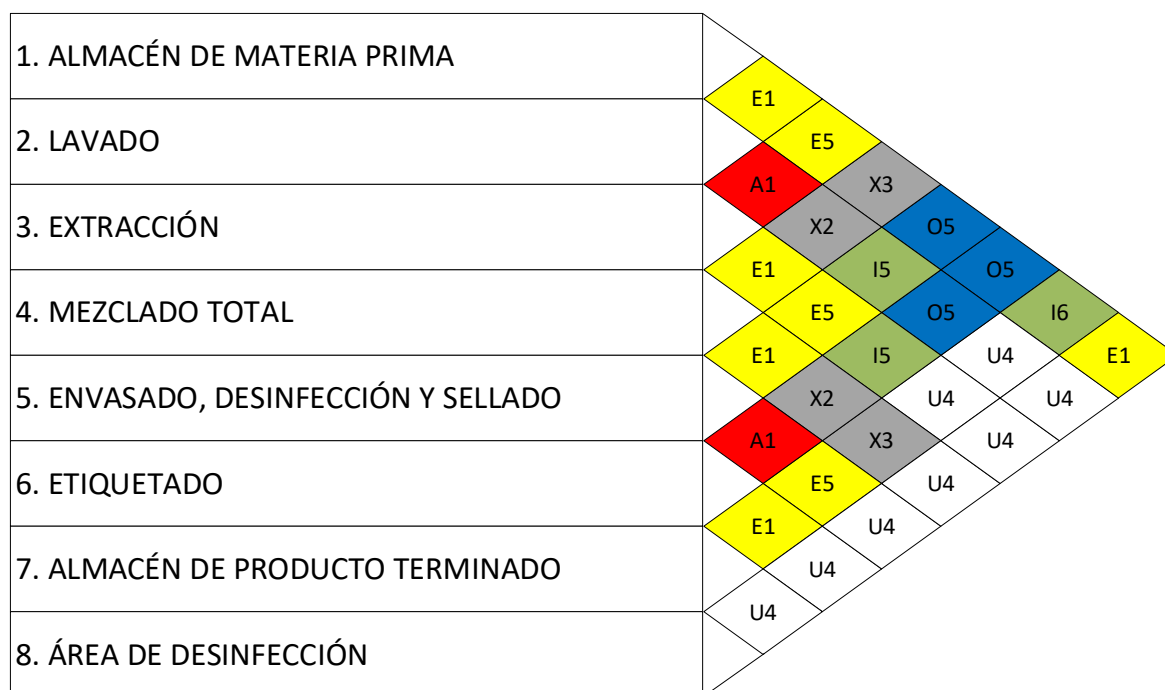 1. ALMACÉN DE MATERIA PRIMA
E1
2. LAVADO
E5
A1 X3
3. EXTRACCIÓN
X2 O5
E1 I5 O5
4. MEZCLADO TOTAL
E5 O5 I6
E1 I5 U4 E1
5. ENVASADO, DESINFECCIÓN Y SELLADO
X2 U4 U4
A1 X3 U4
6. ETIQUETADO
E5 U4
E1 U4
7. ALMACÉN DE PRODUCTO TERMINADO
U4
U4
8. ÁREA DE DESINFECCIÓN